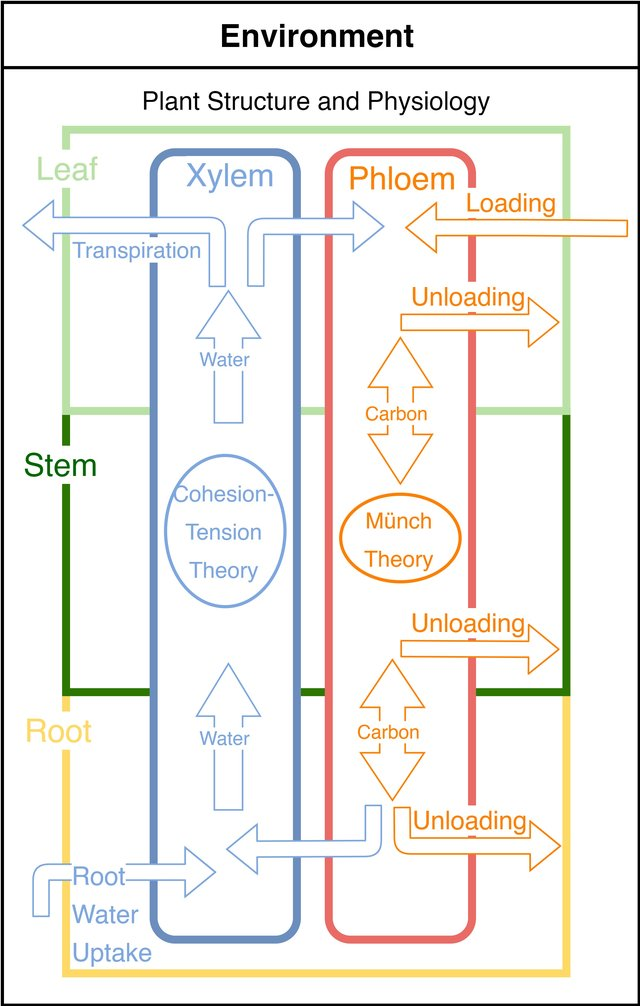 Environment
Plant Structure and Physiology
Leaf
Xylem
Phloem
Loading
Transpiration
Unloading
Water
Carbon
Stem
Cohesion-
Tension
Theory
Münch
Theory
Unloading
Root
Water
Carbon
Unloading
Root
Water
Uptake